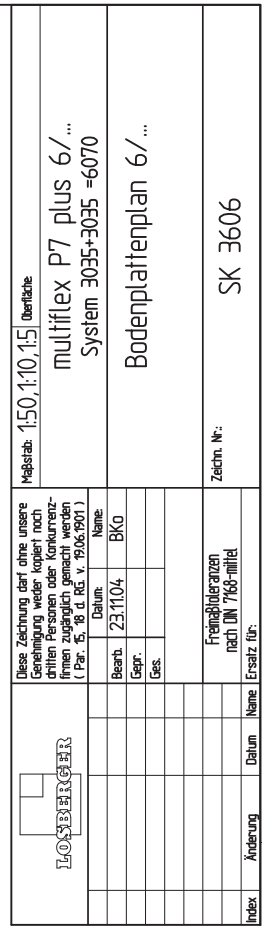 LOSBERGER
Index Änderung Datum Name
Diese Zeichnung darf ohne unsere
Genehmigung weder kopiert noch
dritten Personen oder Konkurrenz-
firmen zugänglich gemacht werden
( Par. 15, 18 d. RG. v. 19.06.1901 )
Datum: Name:
Bearb. 23.11.04 BKo
Gepr.
Ges.
Freimaßtoleranzen
nach DIN 7168-mittel
Ersatz für:
Maßstab: 1:50,1:10,1:5 Oberfläche:
multiflex P7 plus 6/...
System 3035+3035 =6070
Bodenplattenplan 6/...
Zeichn. Nr.:
SK 3606